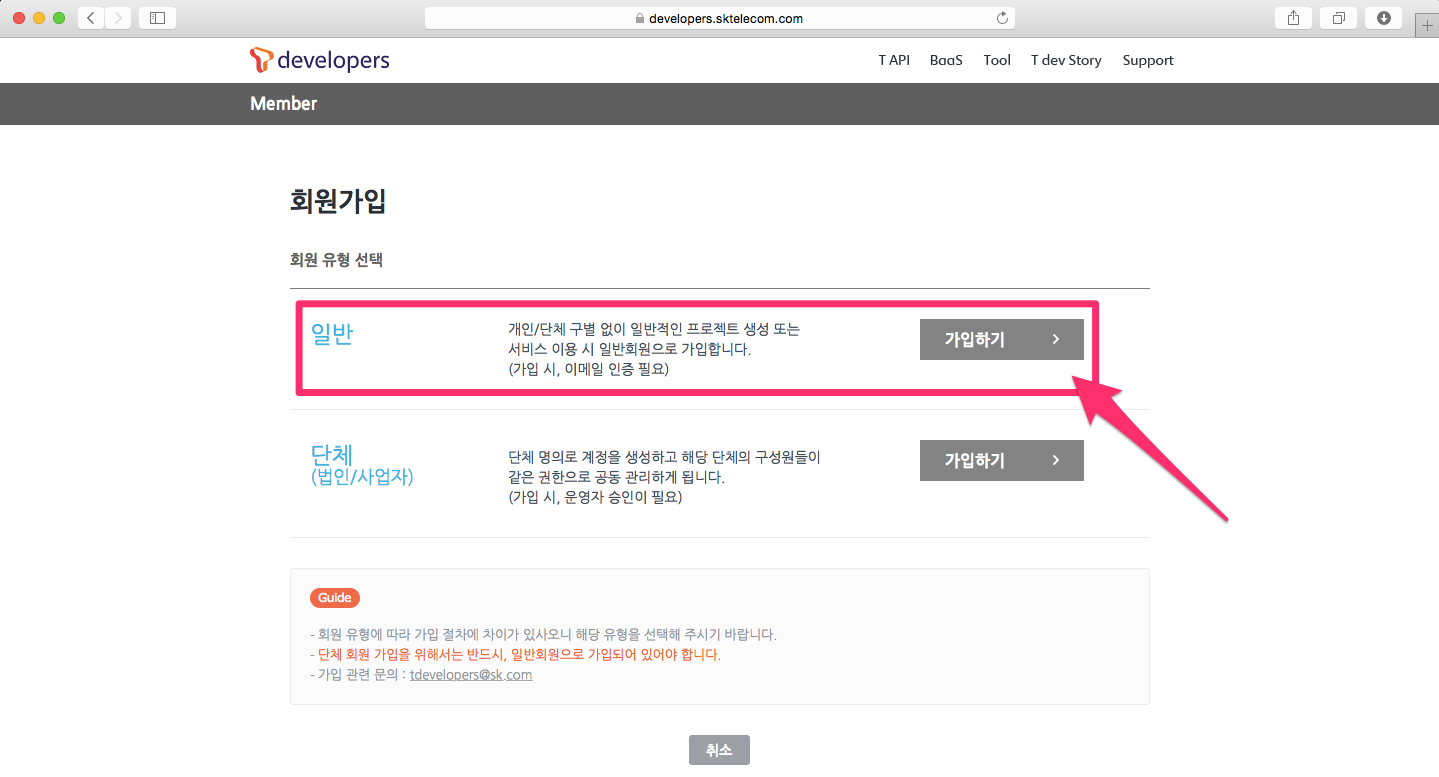 developers.sktelecom.com
developers
T API BaaS Tool T dev Story Support
Member
회원가입
회원 유형 선택
일반
개인/단체 구별 없이 일반적인 프로젝트 생성 또는
서비스 이용 시 일반회원으로 가입합니다.
(가입 시, 이메일 인증 필요)
가입하기
단체
(법인/사업자)
단체 명의로 계정을 생성하고 해당 단체의 구성원들이
같은 권한으로 공동 관리하게 됩니다.
(가입 시, 운영자 승인이 필요)
가입하기
Guide
- 회원 유형에 따라 가입 절차에 차이가 있사오니 해당 유형을 선택해 주시기 바랍니다.
- 단체 회원 가입을 위해서는 반드시, 일반회원으로 가입되어 있어야 합니다.
- 가입 관련 문의 : tdevelopers@sk.com
취소